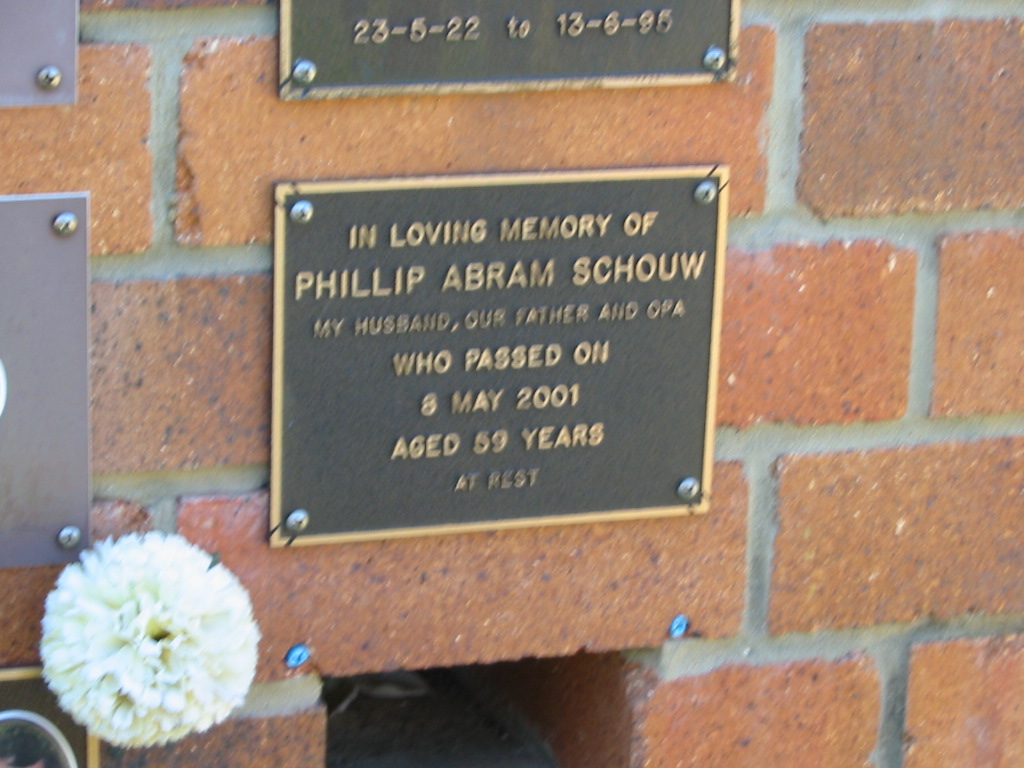 23-5-22 to 13-6-95
IN LOVING MEMORY OF
PHILLIP ABRAM SCHOUW
MY HUSBAND, OUR FATHER AND OPA
WHO PASSED ON
8 MAY 2001
AGED 59 YEARS
AT REST